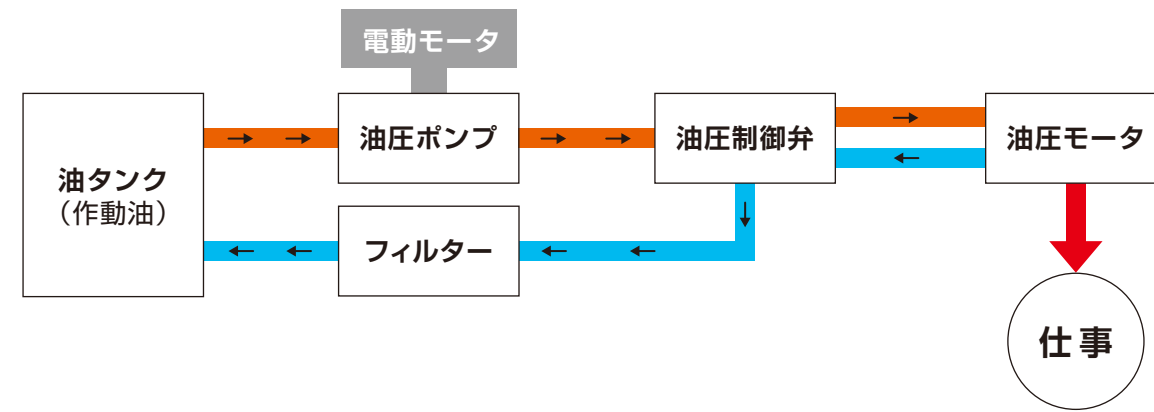 電動モータ
油タンク
（作動油）
油圧ポンプ
油圧制御弁
油圧モータ
フィルター
仕事